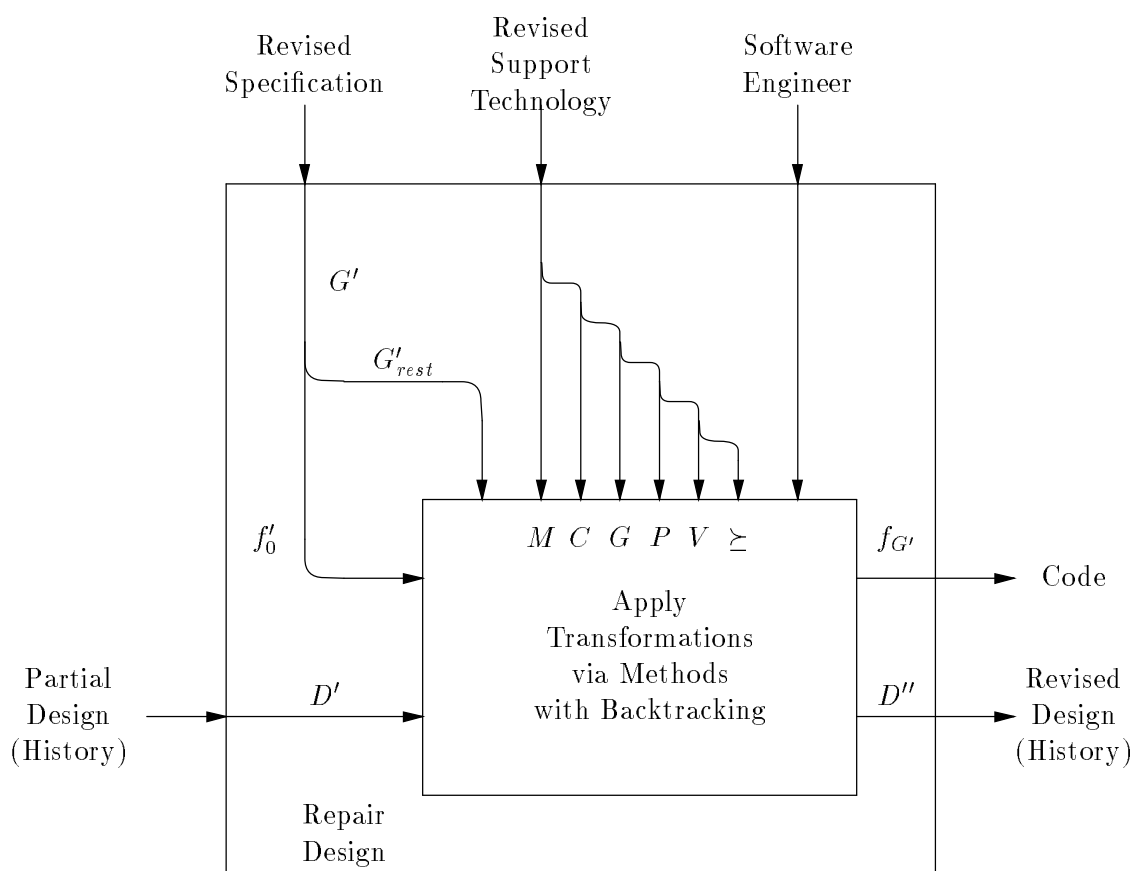 Revised
Specification
Revised
Support
Technology
Software
Engineer
G′
G′rest
f′0
M C G P V ⪰
fG′
Code
Apply
Transformations
via Methods
with Backtracking
Partial
Design
(History)
D′
D′′
Revised
Design
(History)
Repair
Design